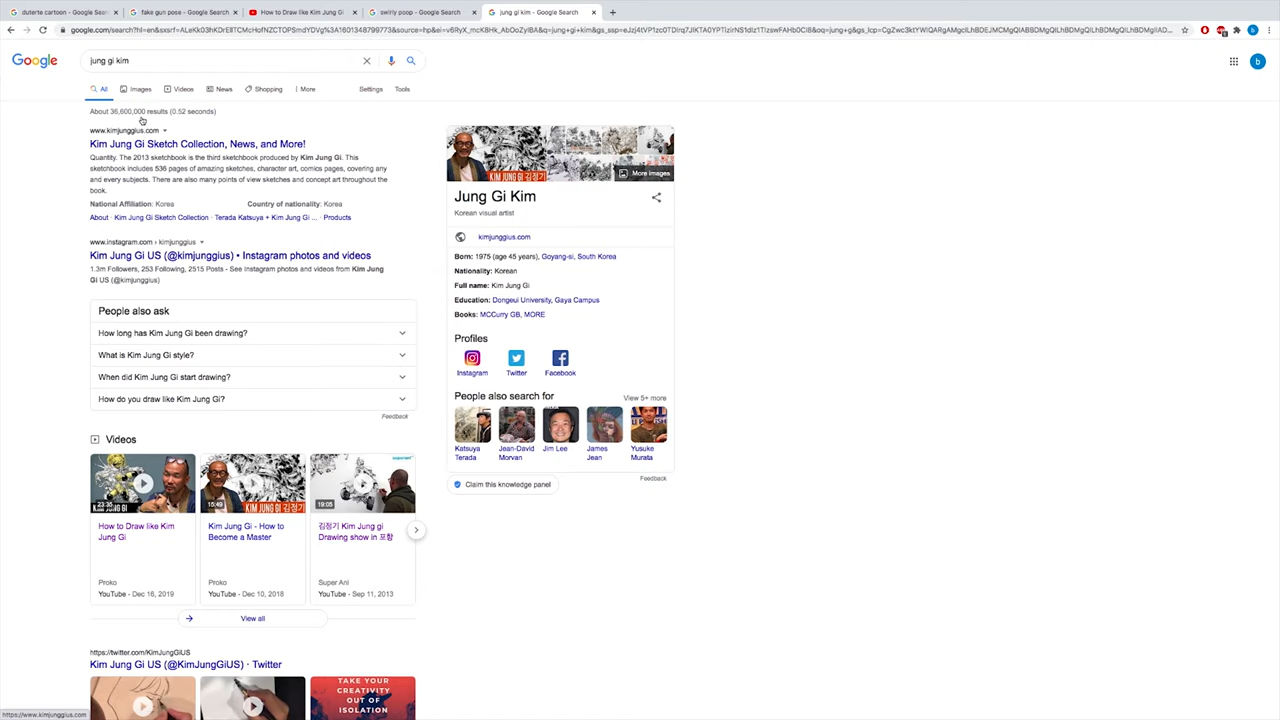 duterte cartoon - Google Search
fake gun pose - Google Search
How to Draw like Kim Jung Gi
swirly poop - Google Search
jung gi kim - Google Search
Google
jung gi kim
b
All
Images
Videos
News
Shopping
More
Settings
Tools
About 36,600,000 results (0.52 seconds)
www.kimjunggius.com
Kim Jung Gi Sketch Collection, News, and More!
Quantity. The 2013 sketchbook is the third sketchbook produced by Kim Jung Gi. This
sketchbook includes 536 pages of amazing sketches, character art, comics pages, covering any
and every subjects. There are also many points of view sketches and concept art throughout the
book.
National Affiliation: Korea
Country of nationality: Korea
About · Kim Jung Gi Sketch Collection · Terada Katsuya + Kim Jung Gi ... · Products
www.instagram.com › kimjunggius
Kim Jung Gi US (@kimjunggius) • Instagram photos and videos
1.3m Followers, 253 Following, 2515 Posts - See Instagram photos and videos from Kim Jung
Gi US (@kimjunggius)
People also ask
How long has Kim Jung Gi been drawing?
What is Kim Jung Gi style?
When did Kim Jung Gi start drawing?
How do you draw like Kim Jung Gi?
Feedback
Videos
23:35
15:49
KIM JUNG GI
19:05
superani
How to Draw like Kim
Jung Gi
Proko
YouTube - Dec 16, 2019
Kim Jung Gi - How to
Become a Master
Proko
YouTube - Dec 10, 2018
김정기 Kim Jung gi
Drawing show in 포항
Super Ani
YouTube - Sep 11, 2013
View all
https://twitter.com/KimJungGiUS
Kim Jung Gi US (@KimJungGiUS) · Twitter
TAKE YOUR
CREATIVITY
OUT OF
ISOLATION
KIM JUNG GI 김정기
More images
Jung Gi Kim
Korean visual artist
kimjunggius.com
Born: 1975 (age 45 years), Goyang-si, South Korea
Nationality: Korean
Full name: Kim Jung Gi
Education: Dongeui University, Gaya Campus
Books: MCCurry GB, MORE
Profiles
Instagram
Twitter
Facebook
People also search for
View 5+ more
Katsuya
Terada
Jean-David
Morvan
Jim Lee
James
Jean
Yusuke
Murata
Feedback
Claim this knowledge panel
https://www.kimjunggius.com